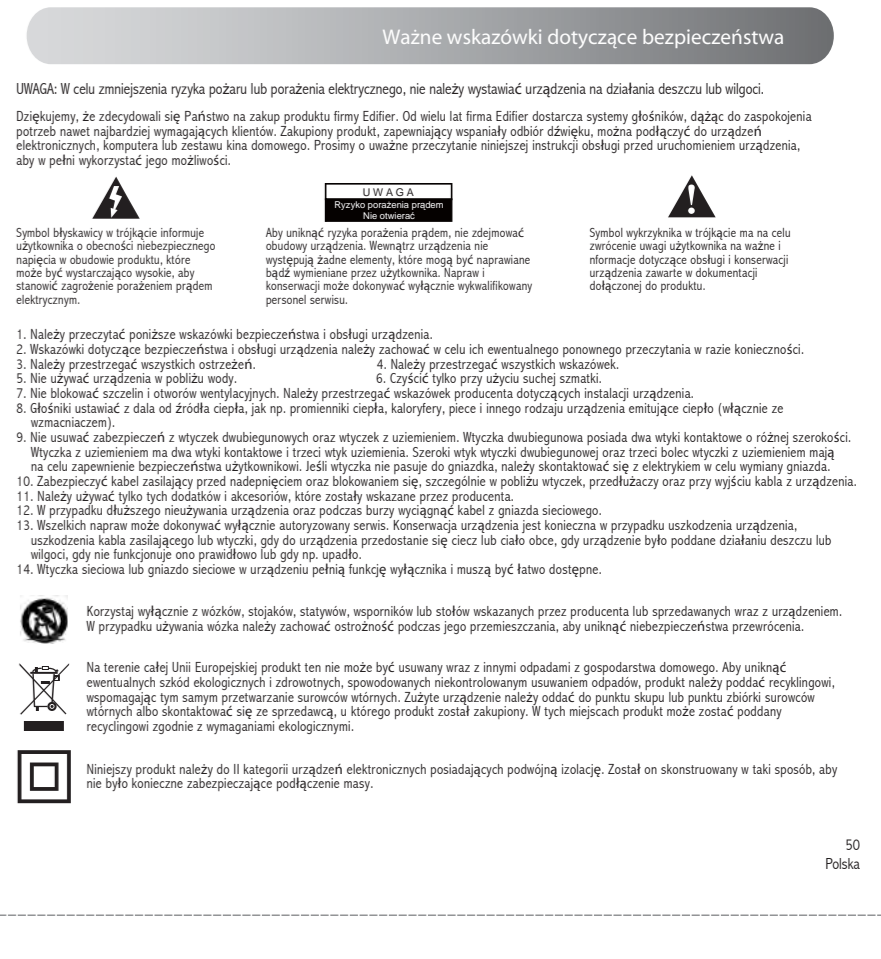 Ważne wskazówki dotyczące bezpieczeństwa
UWAGA: W celu zmniejszenia ryzyka pożaru lub porażenia elektrycznego, nie należy wystawiać urządzenia na działania deszczu lub wilgoci.
Dziękujemy, że zdecydowali się Państwo na zakup produktu firmy Edifier. Od wielu lat firma Edifier dostarcza systemy głośników, dążąc do zaspokojenia
potrzeb nawet najbardziej wymagających klientów. Zakupiony produkt, zapewniający wspaniały odbiór dźwięku, można podłączyć do urządzeń
elektronicznych, komputera lub zestawu kina domowego. Prosimy o uważne przeczytanie niniejszej instrukcji obsługi przed uruchomieniem urządzenia,
aby w pełni wykorzystać jego możliwości.
Symbol błyskawicy w trójkącie informuje
użytkownika o obecności niebezpiecznego
napięcia w obudowie produktu, które
może być wystarczająco wysokie, aby
stanowić zagrożenie porażeniem prądem
elektrycznym.
UWAGA
Ryzyko porażenia prądem
Nie otwierać
Aby uniknąć ryzyka porażenia prądem, nie zdejmować
obudowy urządzenia. Wewnątrz urządzenia nie
występują żadne elementy, które mogą być naprawiane
bądź wymieniane przez użytkownika. Napraw i
konserwacji może dokonywać wyłącznie wykwalifikowany
personel serwisu.
Symbol wykrzyknika w trójkącie ma na celu
zwrócenie uwagi użytkownika na ważne i
nformacje dotyczące obsługi i konserwacji
urządzenia zawarte w dokumentacji
dołączonej do produktu.
1. Należy przeczytać poniższe wskazówki bezpieczeństwa i obsługi urządzenia.
2. Wskazówki dotyczące bezpieczeństwa i obsługi urządzenia należy zachować w celu ich ewentualnego ponownego przeczytania w razie konieczności.
3. Należy przestrzegać wszystkich ostrzeżeń. 4. Należy przestrzegać wszystkich wskazówek.
5. Nie używać urządzenia w pobliżu wody. 6. Czyścić tylko przy użyciu suchej szmatki.
7. Nie blokować szczelin i otworów wentylacyjnych. Należy przestrzegać wskazówek producenta dotyczących instalacji urządzenia.
8. Głośniki ustawiać z dala od źródła ciepła, jak np. promienniki ciepła, kaloryfery, piece i innego rodzaju urządzenia emitujące ciepło (włącznie ze
wzmacniaczem).
9. Nie usuwać zabezpieczeń z wtyczek dwubiegunowych oraz wtyczek z uziemieniem. Wtyczka dwubiegunowa posiada dwa wtyki kontaktowe o różnej szerokości.
Wtyczka z uziemieniem ma dwa wtyki kontaktowe i trzeci wtyk uziemienia. Szeroki wtyk wtyczki dwubiegunowej oraz trzeci bolec wtyczki z uziemieniem mają
na celu zapewnienie bezpieczeństwa użytkownikowi. Jeśli wtyczka nie pasuje do gniazdka, należy skontaktować się z elektrykiem w celu wymiany gniazda.
10. Zabezpieczyć kabel zasilający przed nadepnięciem oraz blokowaniem się, szczególnie w pobliżu wtyczek, przedłużaczy oraz przy wyjściu kabla z urządzenia.
11. Należy używać tylko tych dodatków i akcesoriów, które zostały wskazane przez producenta.
12. W przypadku dłuższego nieużywania urządzenia oraz podczas burzy wyciągnąć kabel z gniazda sieciowego.
13. Wszelkich napraw może dokonywać wyłącznie autoryzowany serwis. Konserwacja urządzenia jest konieczna w przypadku uszkodzenia urządzenia,
uszkodzenia kabla zasilającego lub wtyczki, gdy do urządzenia przedostanie się ciecz lub ciało obce, gdy urządzenie było poddane działaniu deszczu lub
wilgoci, gdy nie funkcjonuje ono prawidłowo lub gdy np. upadło.
14. Wtyczka sieciowa lub gniazdo sieciowe w urządzeniu pełnią funkcję wyłącznika i muszą być łatwo dostępne.
Korzystaj wyłącznie z wózków, stojaków, statywów, wsporników lub stołów wskazanych przez producenta lub sprzedawanych wraz z urządzeniem.
W przypadku używania wózka należy zachować ostrożność podczas jego przemieszczania, aby uniknąć niebezpieczeństwa przewrócenia.
Na terenie całej Unii Europejskiej produkt ten nie może być usuwany wraz z innymi odpadami z gospodarstwa domowego. Aby uniknąć
ewentualnych szkód ekologicznych i zdrowotnych, spowodowanych niekontrolowanym usuwaniem odpadów, produkt należy poddać recyklingowi,
wspomagając tym samym przetwarzanie surowców wtórnych. Zużyte urządzenie należy oddać do punktu skupu lub punktu zbiórki surowców
wtórnych albo skontaktować się ze sprzedawcą, u którego produkt został zakupiony. W tych miejscach produkt może zostać poddany
recyclingowi zgodnie z wymaganiami ekologicznymi.
Niniejszy produkt należy do II kategorii urządzeń elektronicznych posiadających podwójną izolację. Został on skonstruowany w taki sposób, aby
nie było konieczne zabezpieczające podłączenie masy.
50
Polska